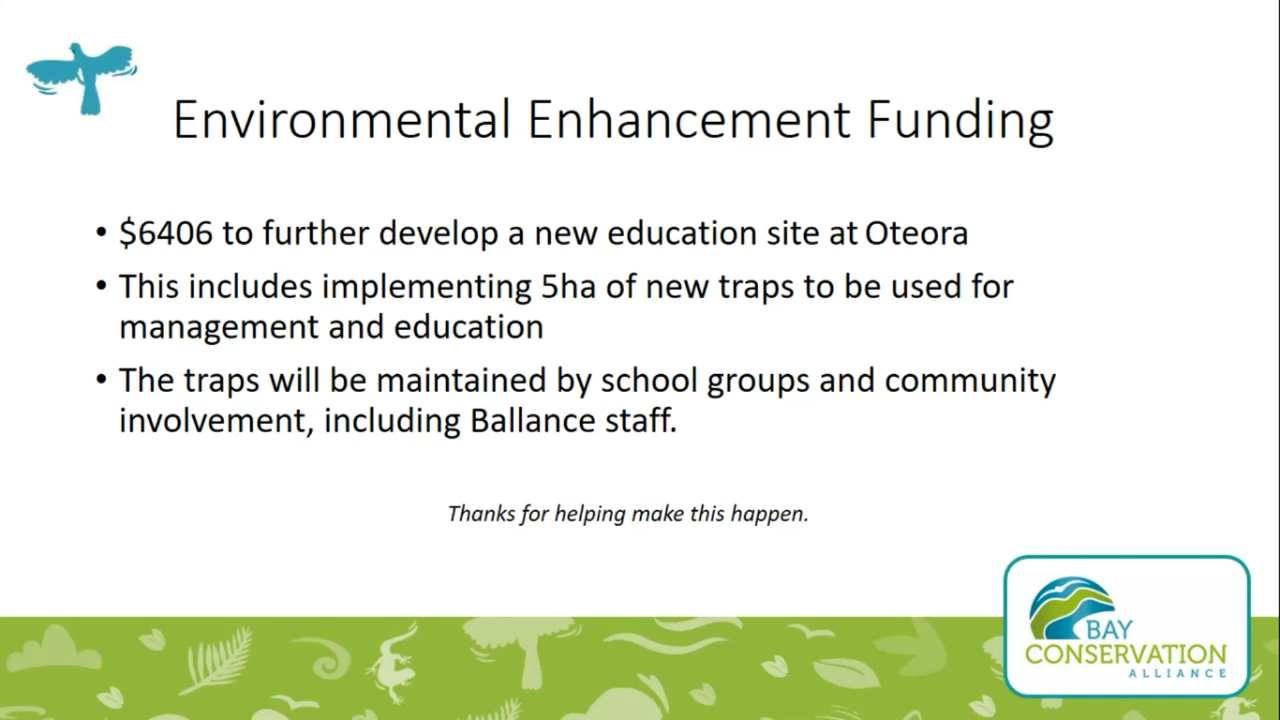 Environmental Enhancement Funding
• $6406 to further develop a new education site at Oteora
• This includes implementing 5ha of new traps to be used for
management and education
• The traps will be maintained by school groups and community
involvement, including Ballance staff.
Thanks for helping make this happen.
BAY
CONSERVATION
ALLIANCE